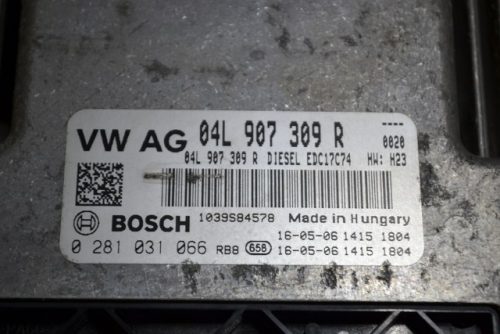 VW AG 04L 907 309 R 0020
04L 907 309 R DIESEL EDC17C74 HW: H23
BOSCH 1039S84578 Made in Hungary
16-05-06 1415 1804
0 281 031 066 RB8 658 16-05-06 1415 1804